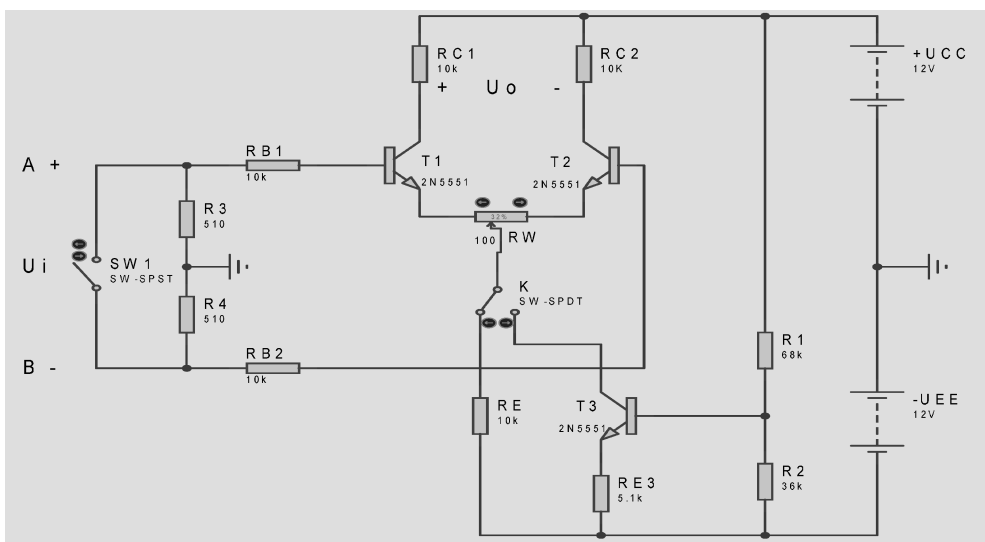 RC1
10k
+
Uo
-
RC2
10K
+UCC
12V
A +
RB1
10k
T1
2N5551
T2
2N5551
R3
510
32%
100
RW
Ui
SW1
SW-SPST
K
SW-SPDT
R4
510
R1
68k
B -
RB2
10k
RE
10k
T3
2N5551
-UEE
12V
R2
36k
RE3
5.1k